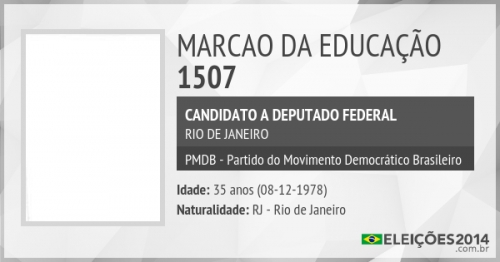 MARCAO DA EDUCAÇÃO
1507
CANDIDATO A DEPUTADO FEDERAL
RIO DE JANEIRO
PMDB - Partido do Movimento Democrático Brasileiro
Idade: 35 anos (08-12-1978)
Naturalidade: RJ - Rio de Janeiro
ELEIÇÕES2014
.com.br